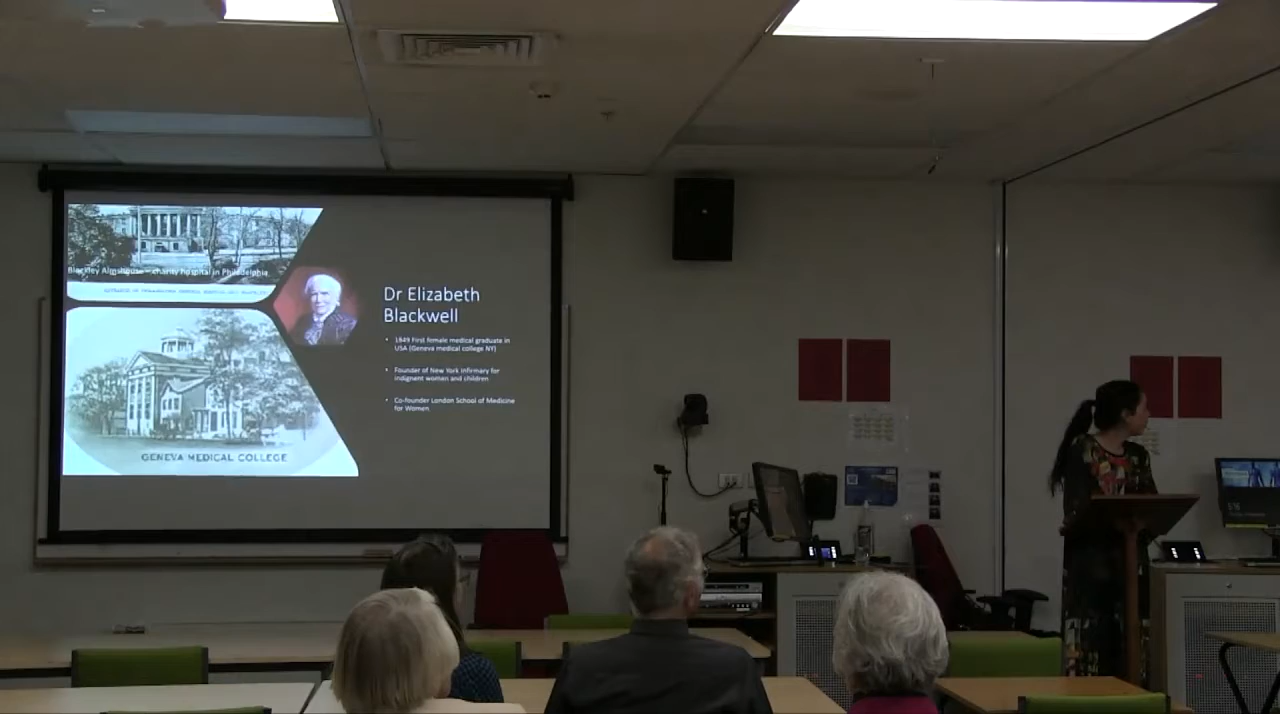 Blockley Almshouse – charity hospital in Philadelphia
GENEVA MEDICAL COLLEGE
Dr Elizabeth
Blackwell
• 1849 First female medical graduate in
USA (Geneva medical college NY)
• Founder of New York Infirmary for
indignent women and children
• Co-founder London School of Medicine
for Women